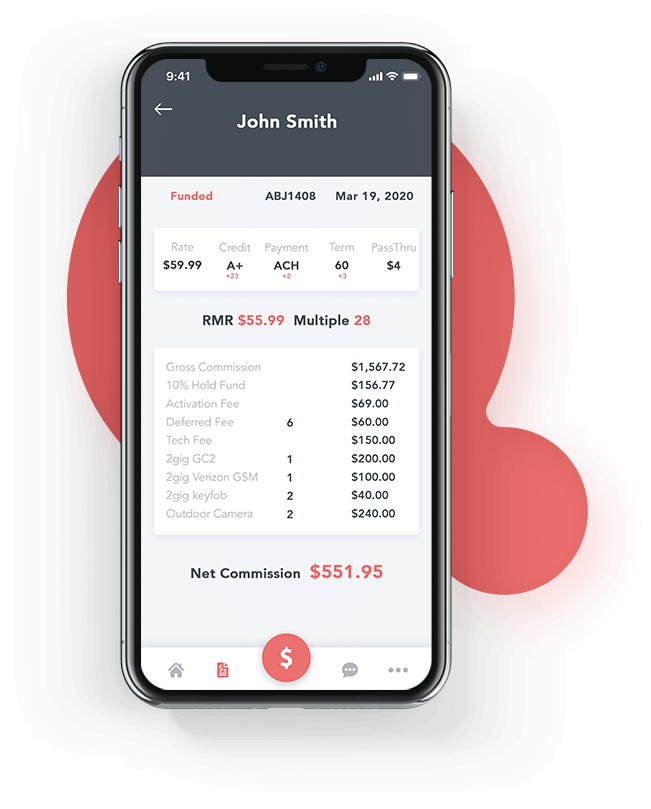 9:41
John Smith
Funded ABJ1408 Mar 19, 2020
Rate Credit Payment Term PassThru
$59.99 A+ ACH 60 $4
+23 +2 +3
RMR $55.99 Multiple 28
Gross Commission $1,567.72
10% Hold Fund $156.77
Activation Fee $69.00
Deferred Fee 6 $60.00
Tech Fee $150.00
2gig GC2 1 $200.00
2gig Verizon GSM 1 $100.00
2gig keyfob 2 $40.00
Outdoor Camera 2 $240.00
Net Commission $551.95
$